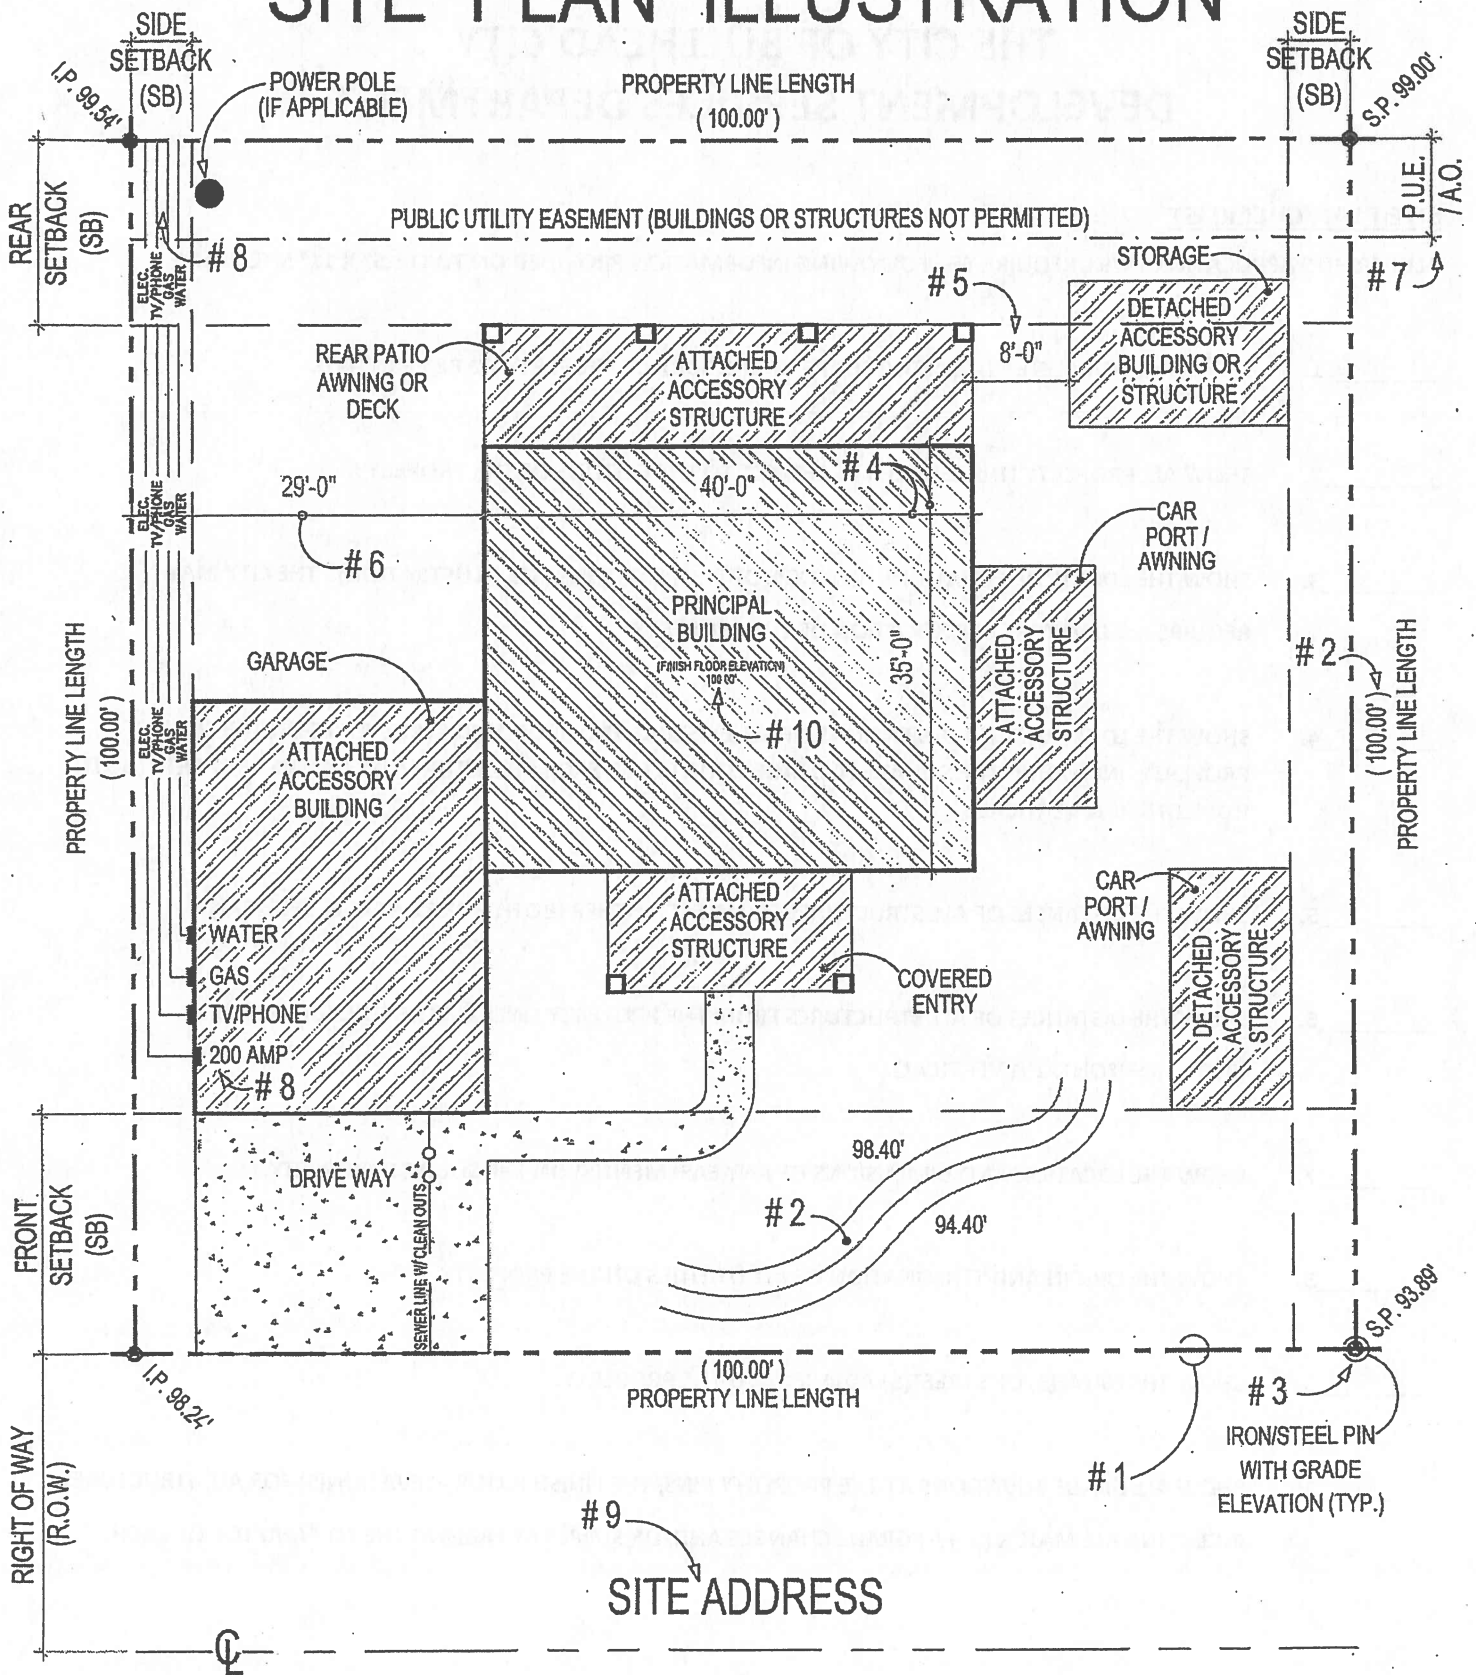 SITE PLAN ILLUSTRATION
SIDE
SETBACK
(SB)
I.P. 99.54'
POWER POLE
(IF APPLICABLE)
PROPERTY LINE LENGTH
(100.00')
SIDE
SETBACK
(SB)
S.P. 99.00'
REAR
SETBACK
(SB)
P.U.E.
/A.O.
PUBLIC UTILITY EASEMENT (BUILDINGS OR STRUCTURES NOT PERMITTED)
#8
#7
ELEC.
TV/PHONE
GAS
WATER
#5
8'-0"
STORAGE
DETACHED
ACCESSORY
BUILDING OR
STRUCTURE
REAR PATIO
AWNING OR
DECK
ATTACHED
ACCESSORY
STRUCTURE
29'-0"
40'-0"
#4
ELEC.
TV/PHONE
GAS
WATER
#6
CAR
PORT /
AWNING
PRINCIPAL
BUILDING
(FINISH FLOOR ELEVATION)
100.00'
35'-0"
ATTACHED
ACCESSORY
STRUCTURE
#10
#2
(100.00')
PROPERTY LINE LENGTH
PROPERTY LINE LENGTH
(100.00')
GARAGE
ELEC.
TV/PHONE
GAS
WATER
ATTACHED
ACCESSORY
BUILDING
WATER
GAS
TV/PHONE
200 AMP
#8
ATTACHED
ACCESSORY
STRUCTURE
COVERED
ENTRY
CAR
PORT /
AWNING
DETACHED
ACCESSORY
STRUCTURE
FRONT
SETBACK
(SB)
DRIVE WAY
SEWER LINE W/ CLEAN OUTS
98.40'
#2
94.40'
S.P. 93.89'
I.P. 98.24'
(100.00')
PROPERTY LINE LENGTH
#3
IRON/STEEL PIN
WITH GRADE
ELEVATION (TYP.)
#1
RIGHT OF WAY
(R.O.W.)
#9
SITE ADDRESS
CL